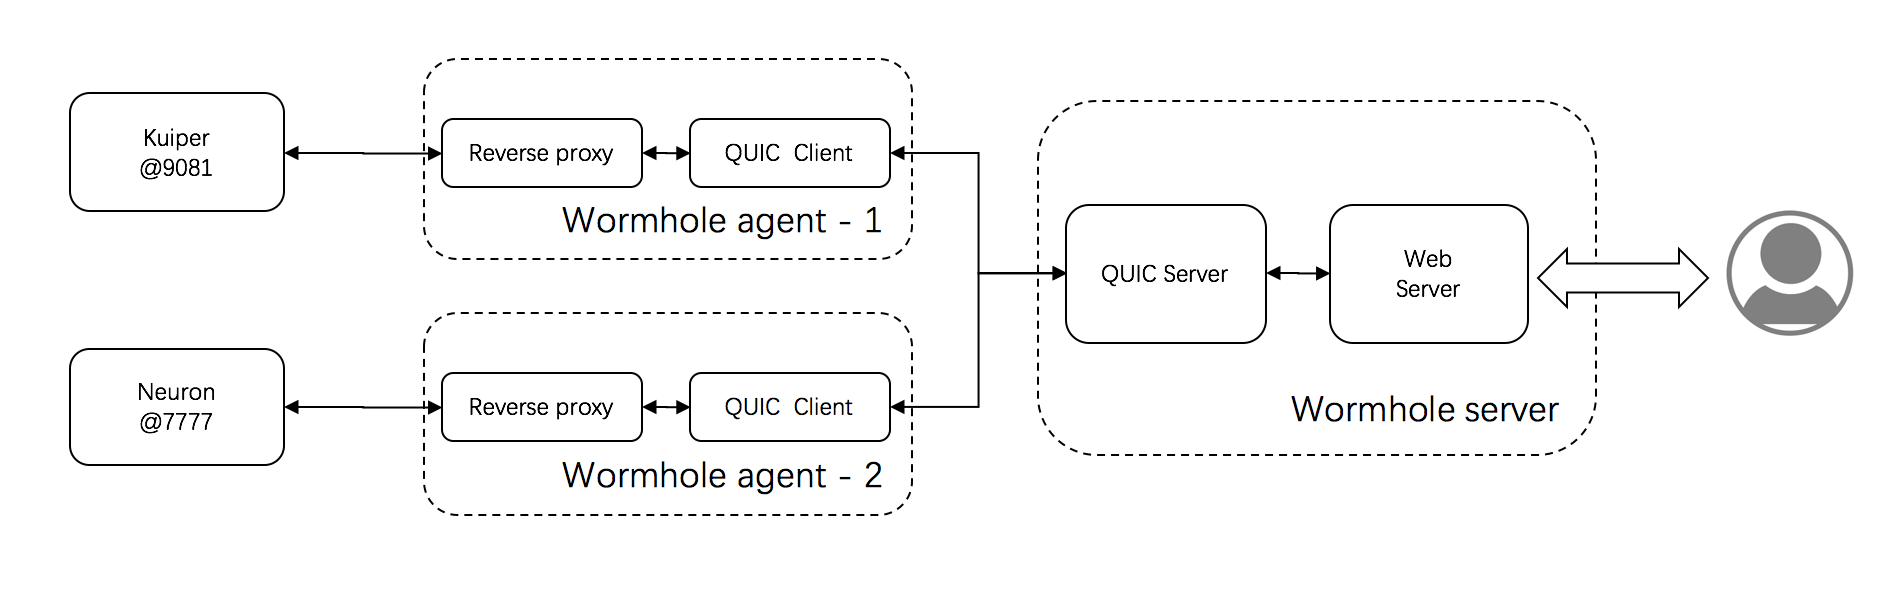 Kuiper
@9081
Reverse proxy
QUIC Client
Wormhole agent - 1
Neuron
@7777
Reverse proxy
QUIC Client
Wormhole agent - 2
QUIC Server
Web
Server
Wormhole server